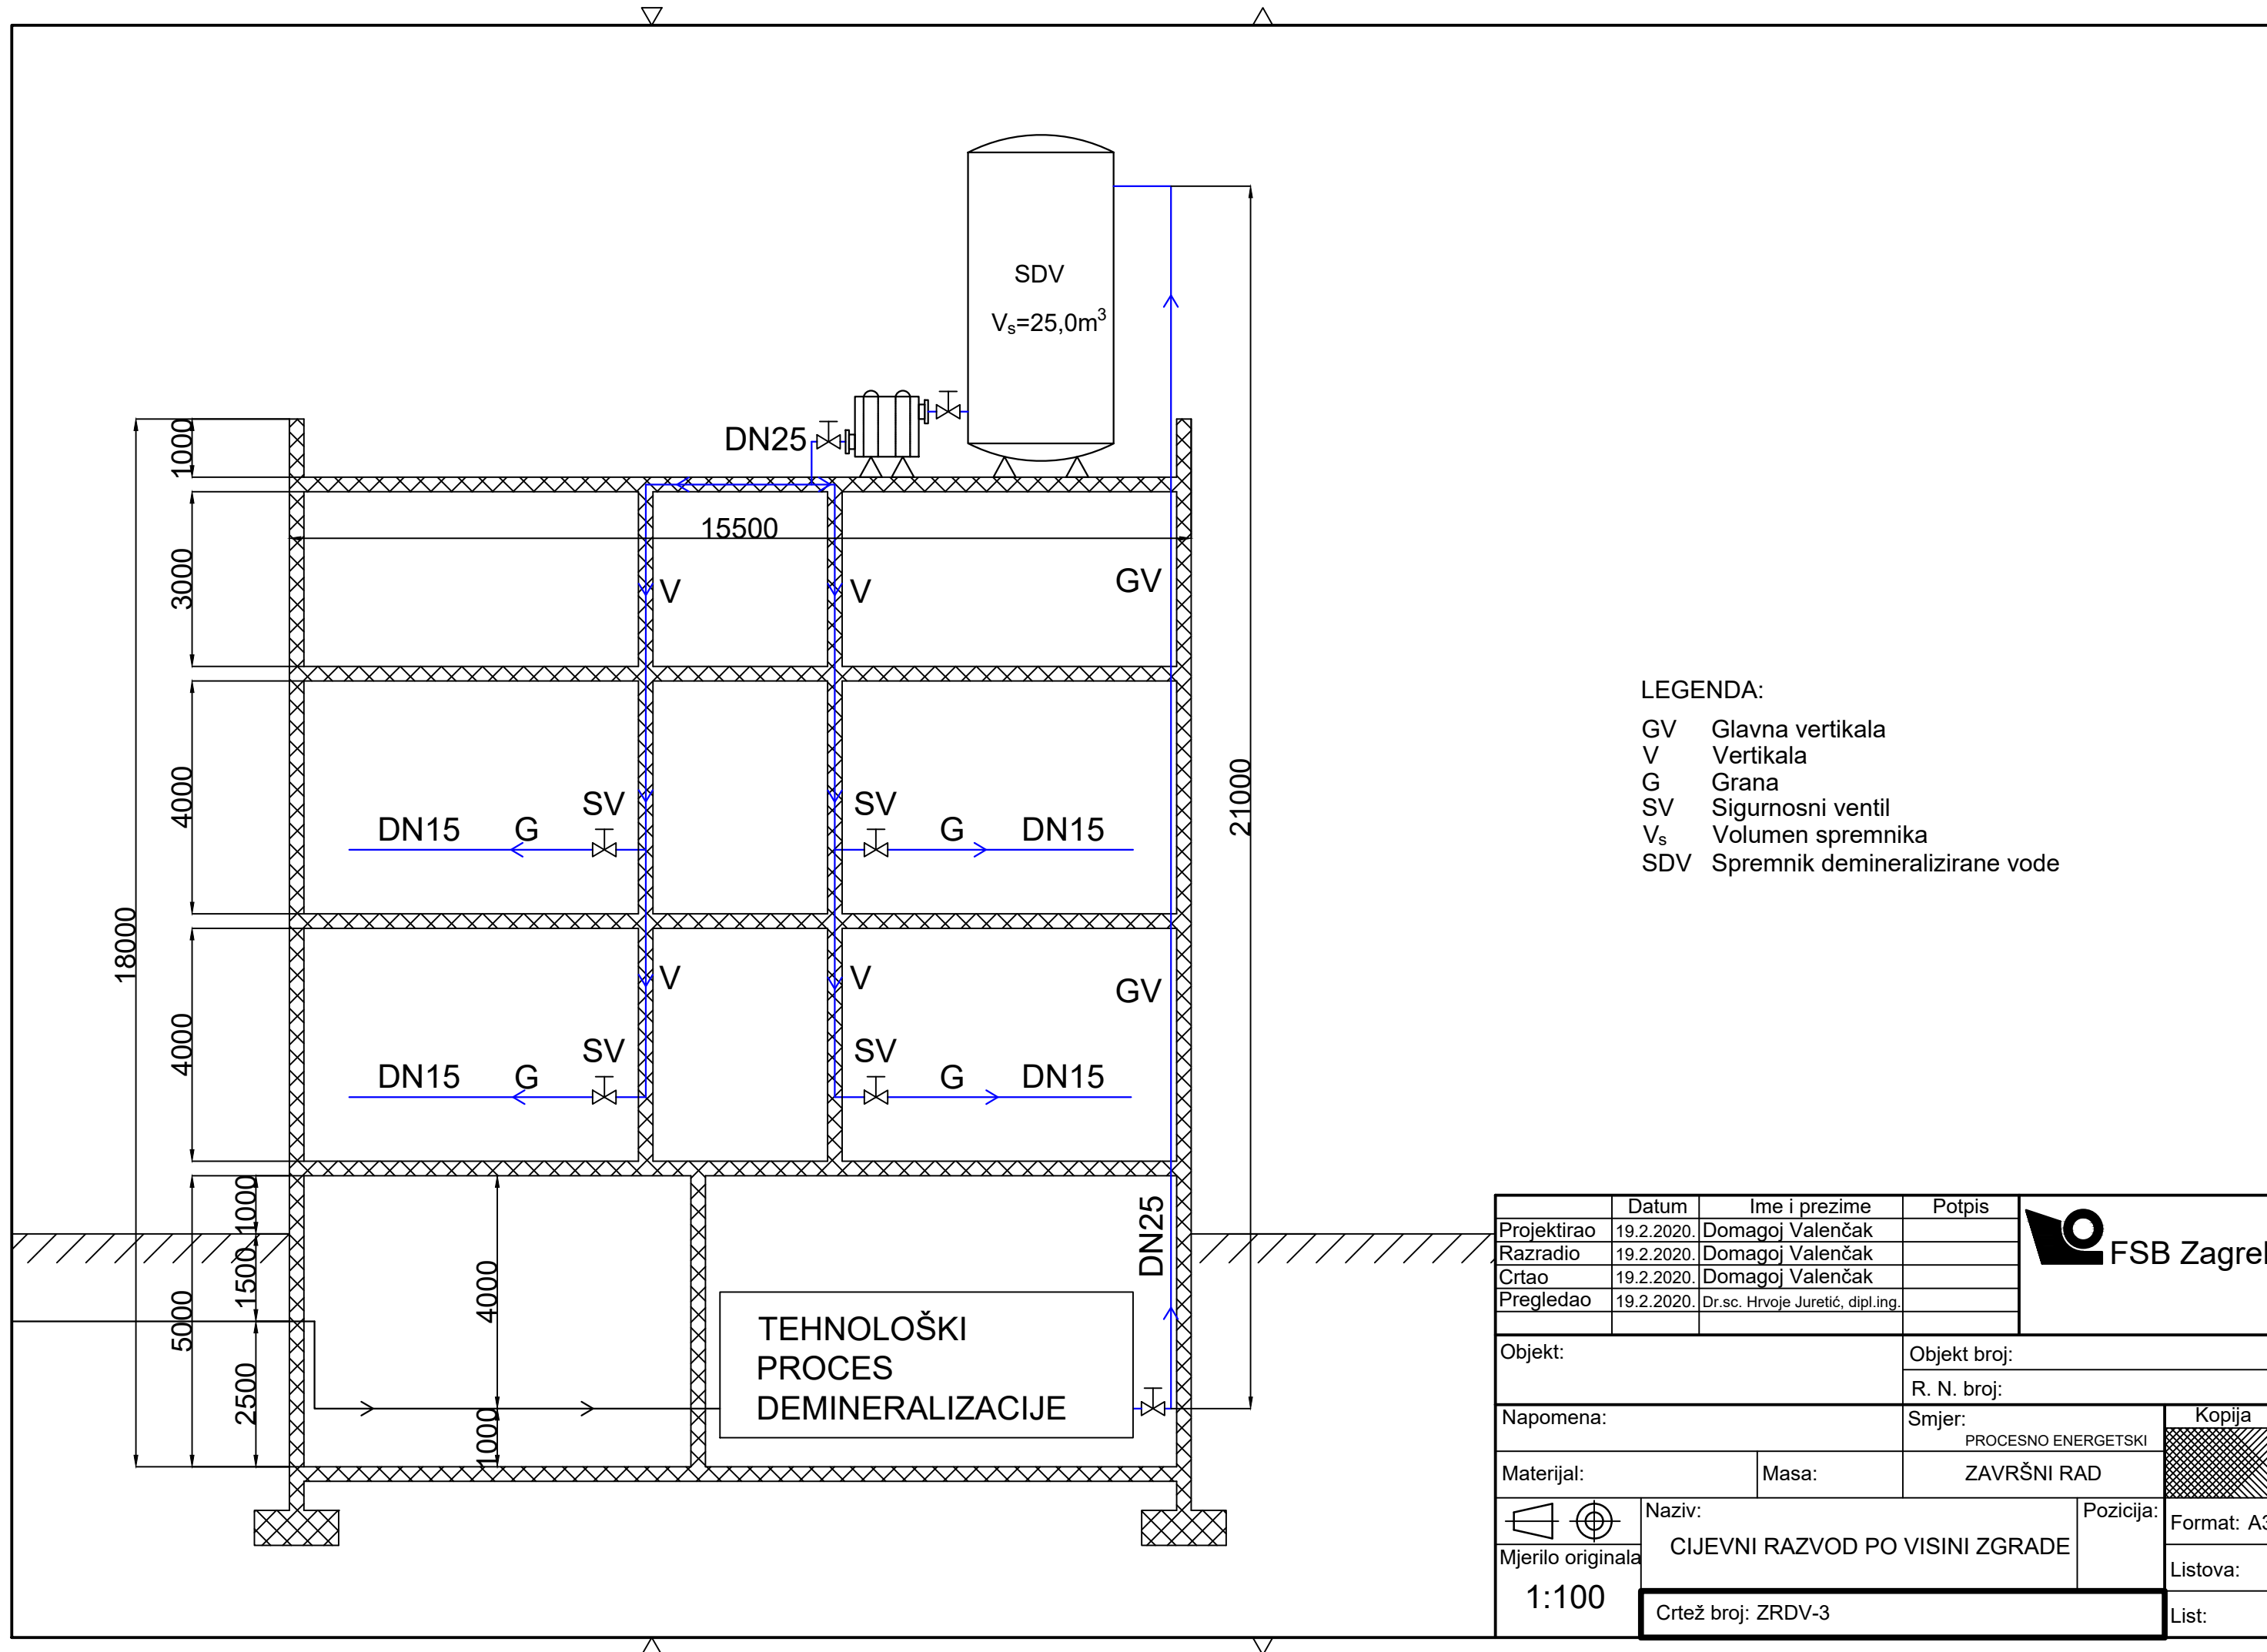 SDV
Vₛ=25,0m³
DN25
1000
15500
3000
V
V
GV
4000
SV
SV
DN15 G
G DN15
21000
18000
V
V
GV
4000
SV
SV
DN15 G
G DN15
1000
1500
2500
5000
4000
1000
DN25
TEHNOLOŠKI
PROCES
DEMINERALIZACIJE
LEGENDA:
GV Glavna vertikala
V Vertikala
G Grana
SV Sigurnosni ventil
Vₛ Volumen spremnika
SDV Spremnik demineralizirane vode
Datum Ime i prezime Potpis
Projektirao 19.2.2020. Domagoj Valenčak
Razradio 19.2.2020. Domagoj Valenčak
Crtao 19.2.2020. Domagoj Valenčak
Pregledao 19.2.2020. Dr.sc. Hrvoje Juretić, dipl.ing.
FSB
Objekt:
Objekt broj:
R. N. broj:
Napomena:
Smjer:
PROCESNO ENERGETSKI
Kopija
Materijal:
Masa:
ZAVRŠNI RAD
Naziv:
CIJEVNI RAZVOD PO VISINI ZGRADE
Pozicija:
Format: A3
Mjerilo originala
1:100
Listova:
Crtež broj: ZRDV-3
List: